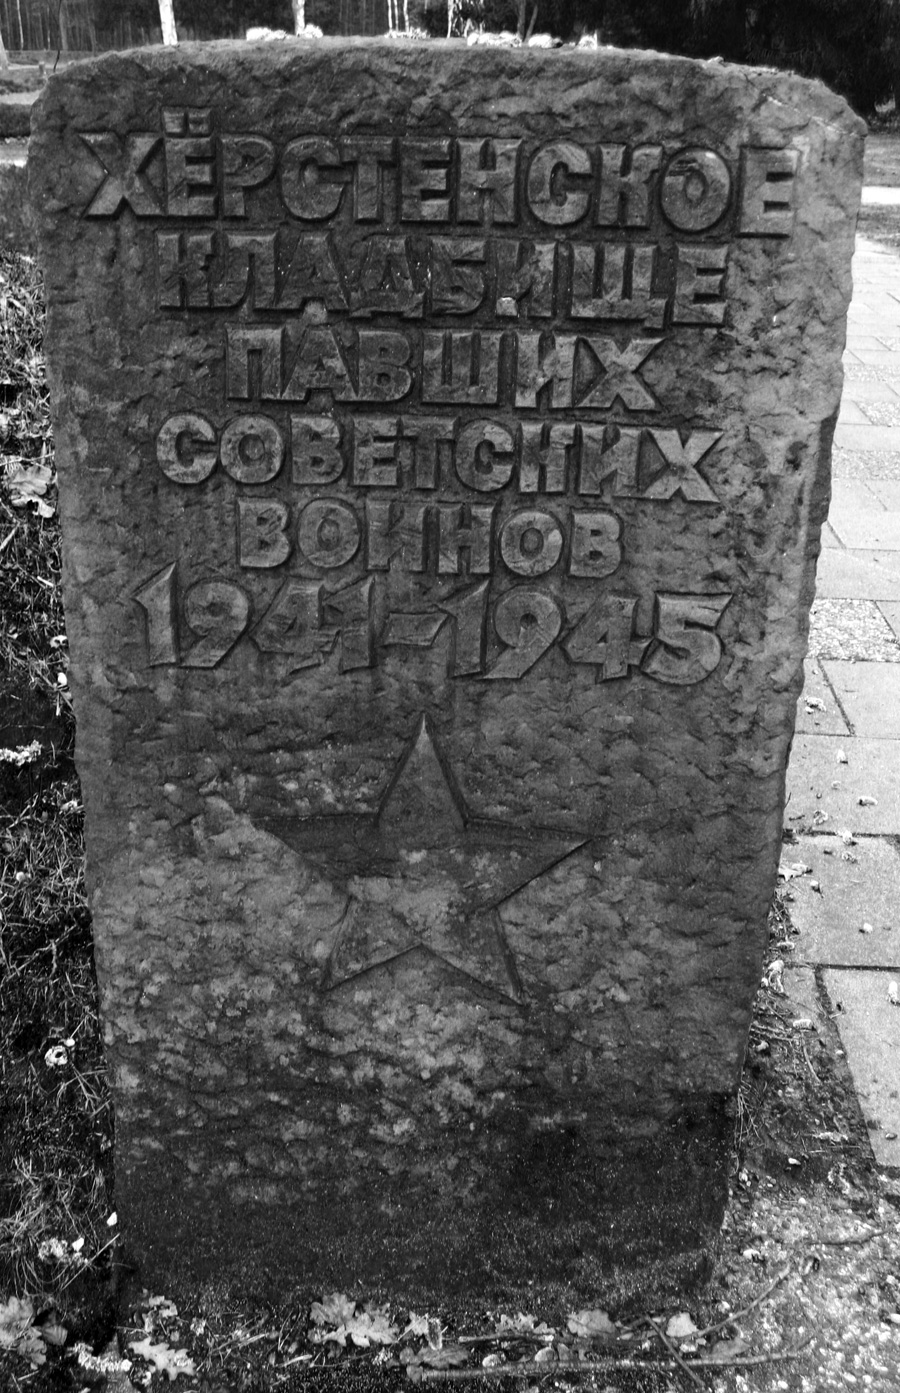 ХЁРСТЕНСКОЕ
КЛАДБИЩЕ
ПАВШИХ
СОВЕТСКИХ
ВОИНОВ
1941-1945